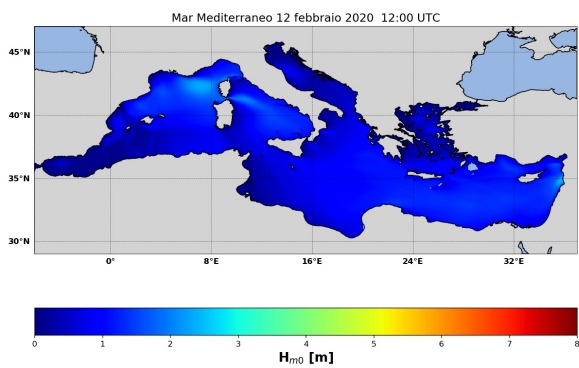 Mar Mediterraneo 12 febbraio 2020 12:00 UTC
45°N
40°N
35°N
30°N
0° 8°E 16°E 24°E 32°E
0 1 2 3 4 5 6 7 8
Hm0 [m]